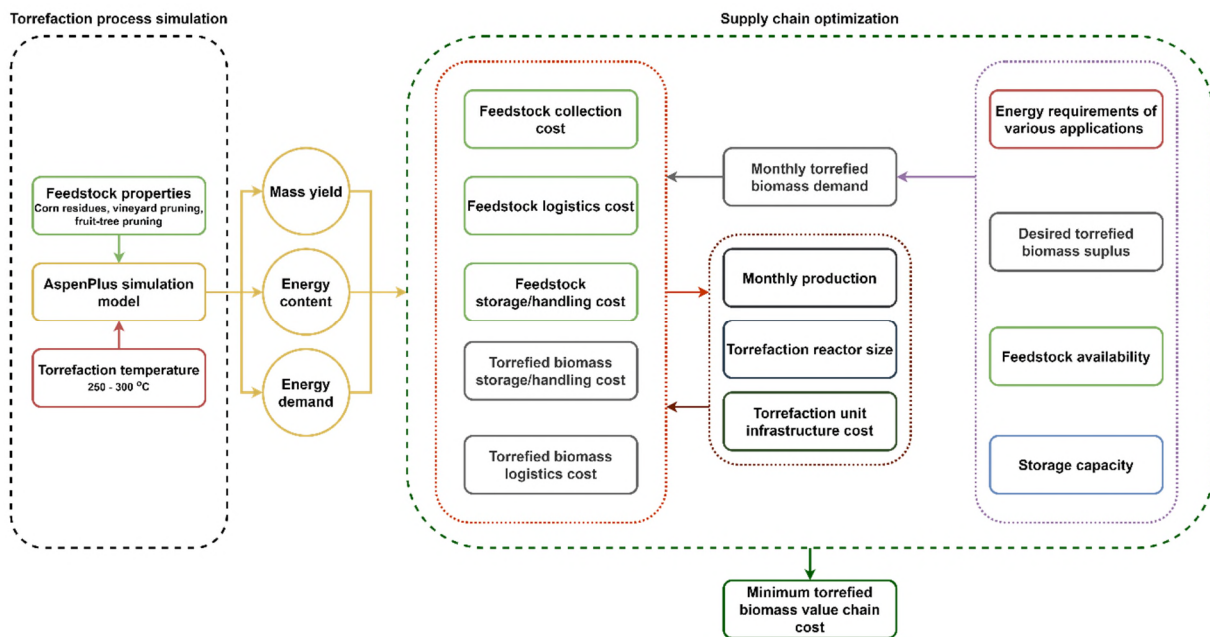 Torrefaction process simulation
Supply chain optimization
Feedstock properties
Corn residues, vineyard pruning,
fruit-tree pruning
AspenPlus simulation
model
Torrefaction temperature
250 - 300 °C
Mass yield
Energy
content
Energy
demand
Feedstock collection
cost
Feedstock logistics cost
Feedstock
storage/handling cost
Torrefied biomass
storage/handling cost
Torrefied biomass
logistics cost
Monthly torrefied
biomass demand
Monthly production
Torrefaction reactor size
Torrefaction unit
infrastructure cost
Energy requirements of
various applications
Desired torrefied
biomass suplus
Feedstock availability
Storage capacity
Minimum torrefied
biomass value chain
cost